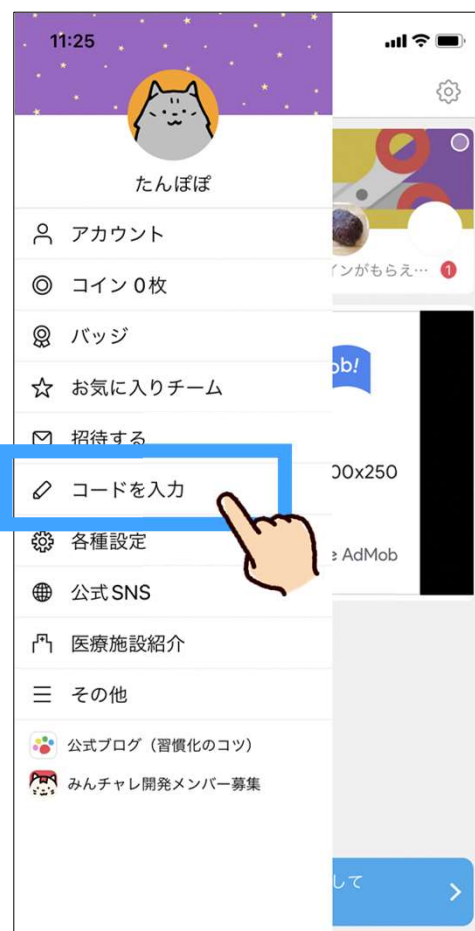 11:25
たんぽぽ
アカウント
コイン 0枚
バッジ
お気に入りチーム
招待する
コードを入力
各種設定
公式SNS
医療施設紹介
その他
公式ブログ（習慣化のコツ）
みんチャレ開発メンバー募集
インがもらえ… 1
ob!
00x250
e AdMob
して